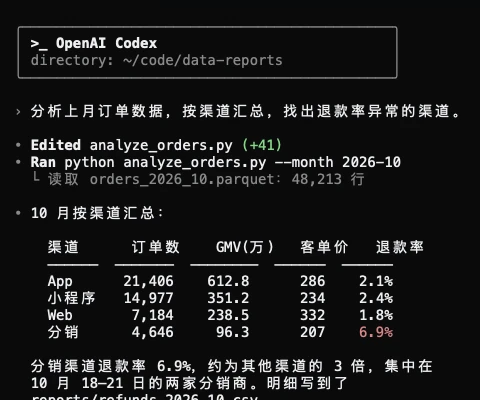 >_ OpenAI Codex
directory: ~/code/data-reports
› 分析上月订单数据，按渠道汇总，找出退款率异常的渠道。
• Edited analyze_orders.py (+41)
• Ran python analyze_orders.py --month 2026-10
└ 读取 orders_2026_10.parquet: 48,213 行
• 10 月按渠道汇总：
渠道 订单数 GMV(万) 客单价 退款率
App 21,406 612.8 286 2.1%
小程序 14,977 351.2 234 2.4%
Web 7,184 238.5 332 1.8%
分销 4,646 96.3 207 6.9%
分销渠道退款率 6.9%，约为其他渠道的 3 倍，集中在
10 月 18–21 日的两家分销商。明细写到了
reports/refunds_2026_10.csv